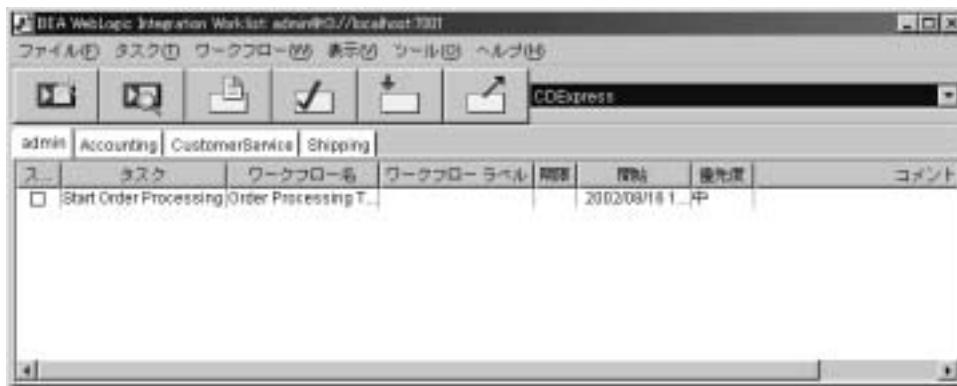 BEA WebLogic Integration Worklist: admin@t3://localhost:7001
ファイル(F) タスク(T) ワークフロー(W) 表示(V) ツール(O) ヘルプ(H)
CDExpress
admin Accounting CustomerService Shipping
ス... タスク ワークフロー名 ワークフロー ラベル 期限 開始 優先度 コメント
Start Order Processing Order Processing T... 2002/09/16 1... 中